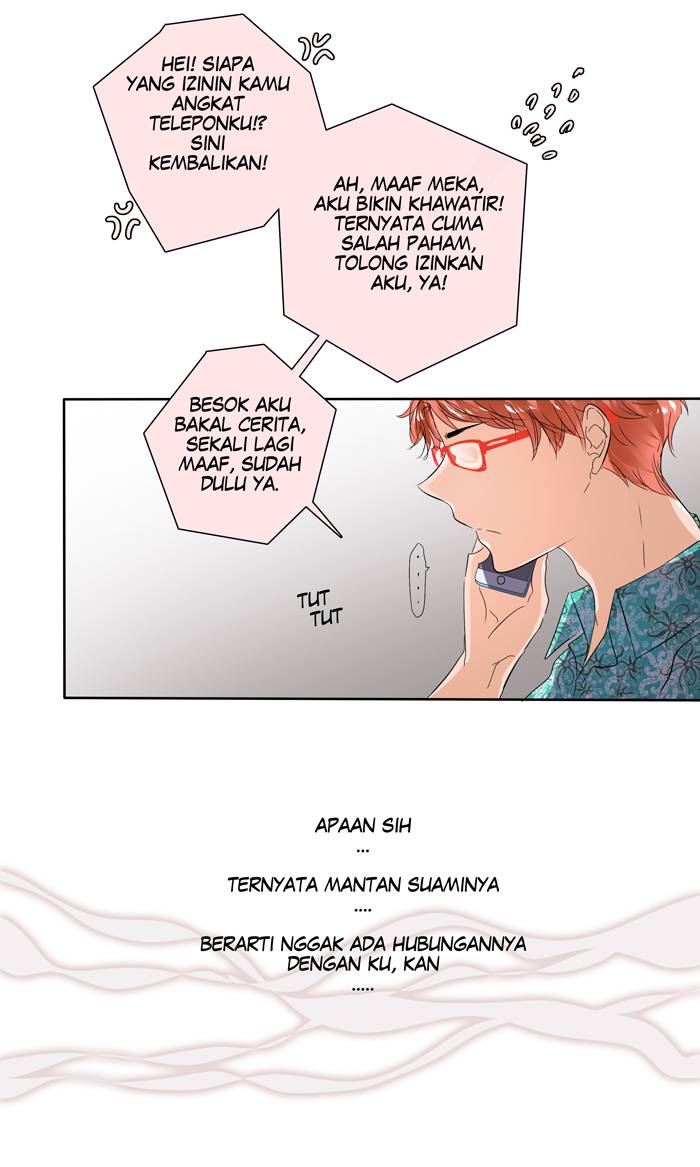 HEI! SIAPA
YANG IZININ KAMU
ANGKAT
TELEPONKU!?
SINI
KEMBALIKAN!
AH, MAAF MEKA,
AKU BIKIN KHAWATIR!
TERNYATA CUMA
SALAH PAHAM,
TOLONG IZINKAN
AKU, YA!
BESOK AKU
BAKAL CERITA,
SEKALI LAGI
MAAF, SUDAH
DULU YA.
......
TUT
TUT
APAAN SIH
...
TERNYATA MANTAN SUAMINYA
....
BERARTI NGGAK ADA HUBUNGANNYA
DENGAN KU, KAN
.....